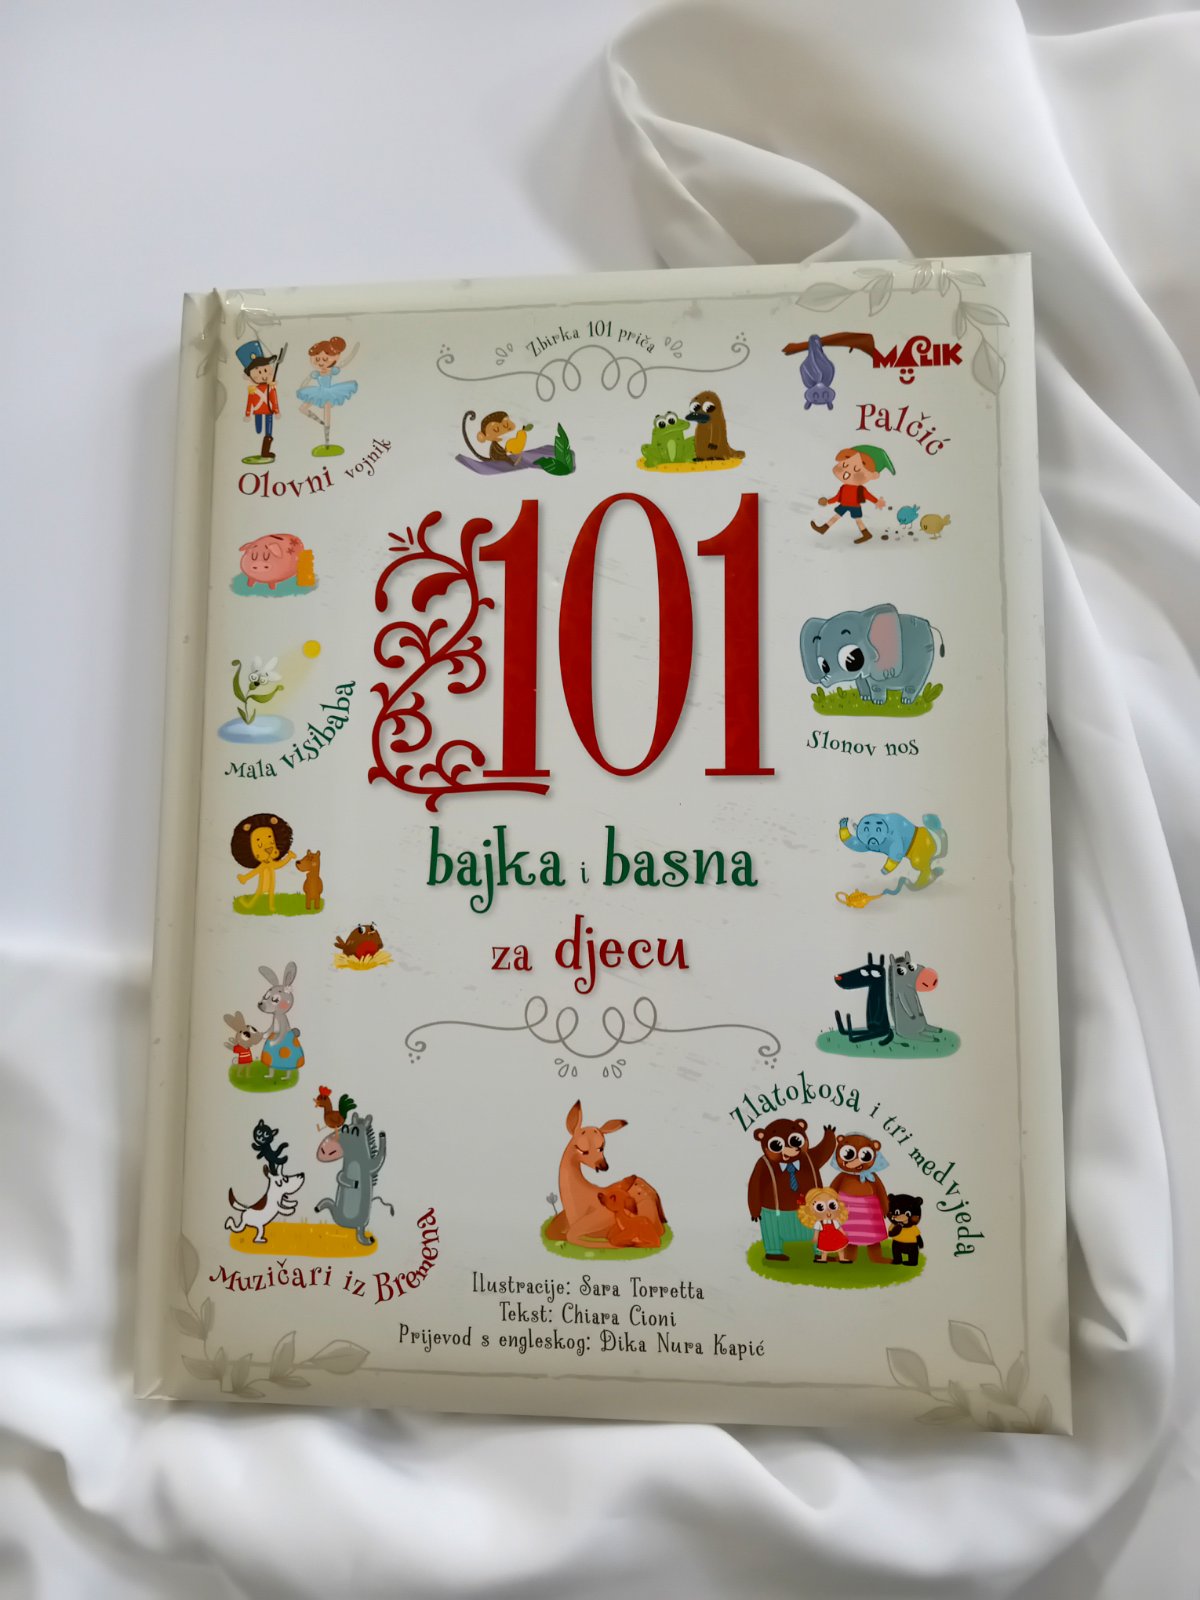 Zbirka 101 priča
MALIK
Olovni vojnik
Palčić
101
Mala visibaba
Slonov nos
bajka i basna
za djecu
Zlatokosa i tri medvjeda
Muzičari iz Bremena
Ilustracije: Sara Torretta
Tekst: Chiara Cioni
Prijevod s engleskog: Đika Nura Kapić